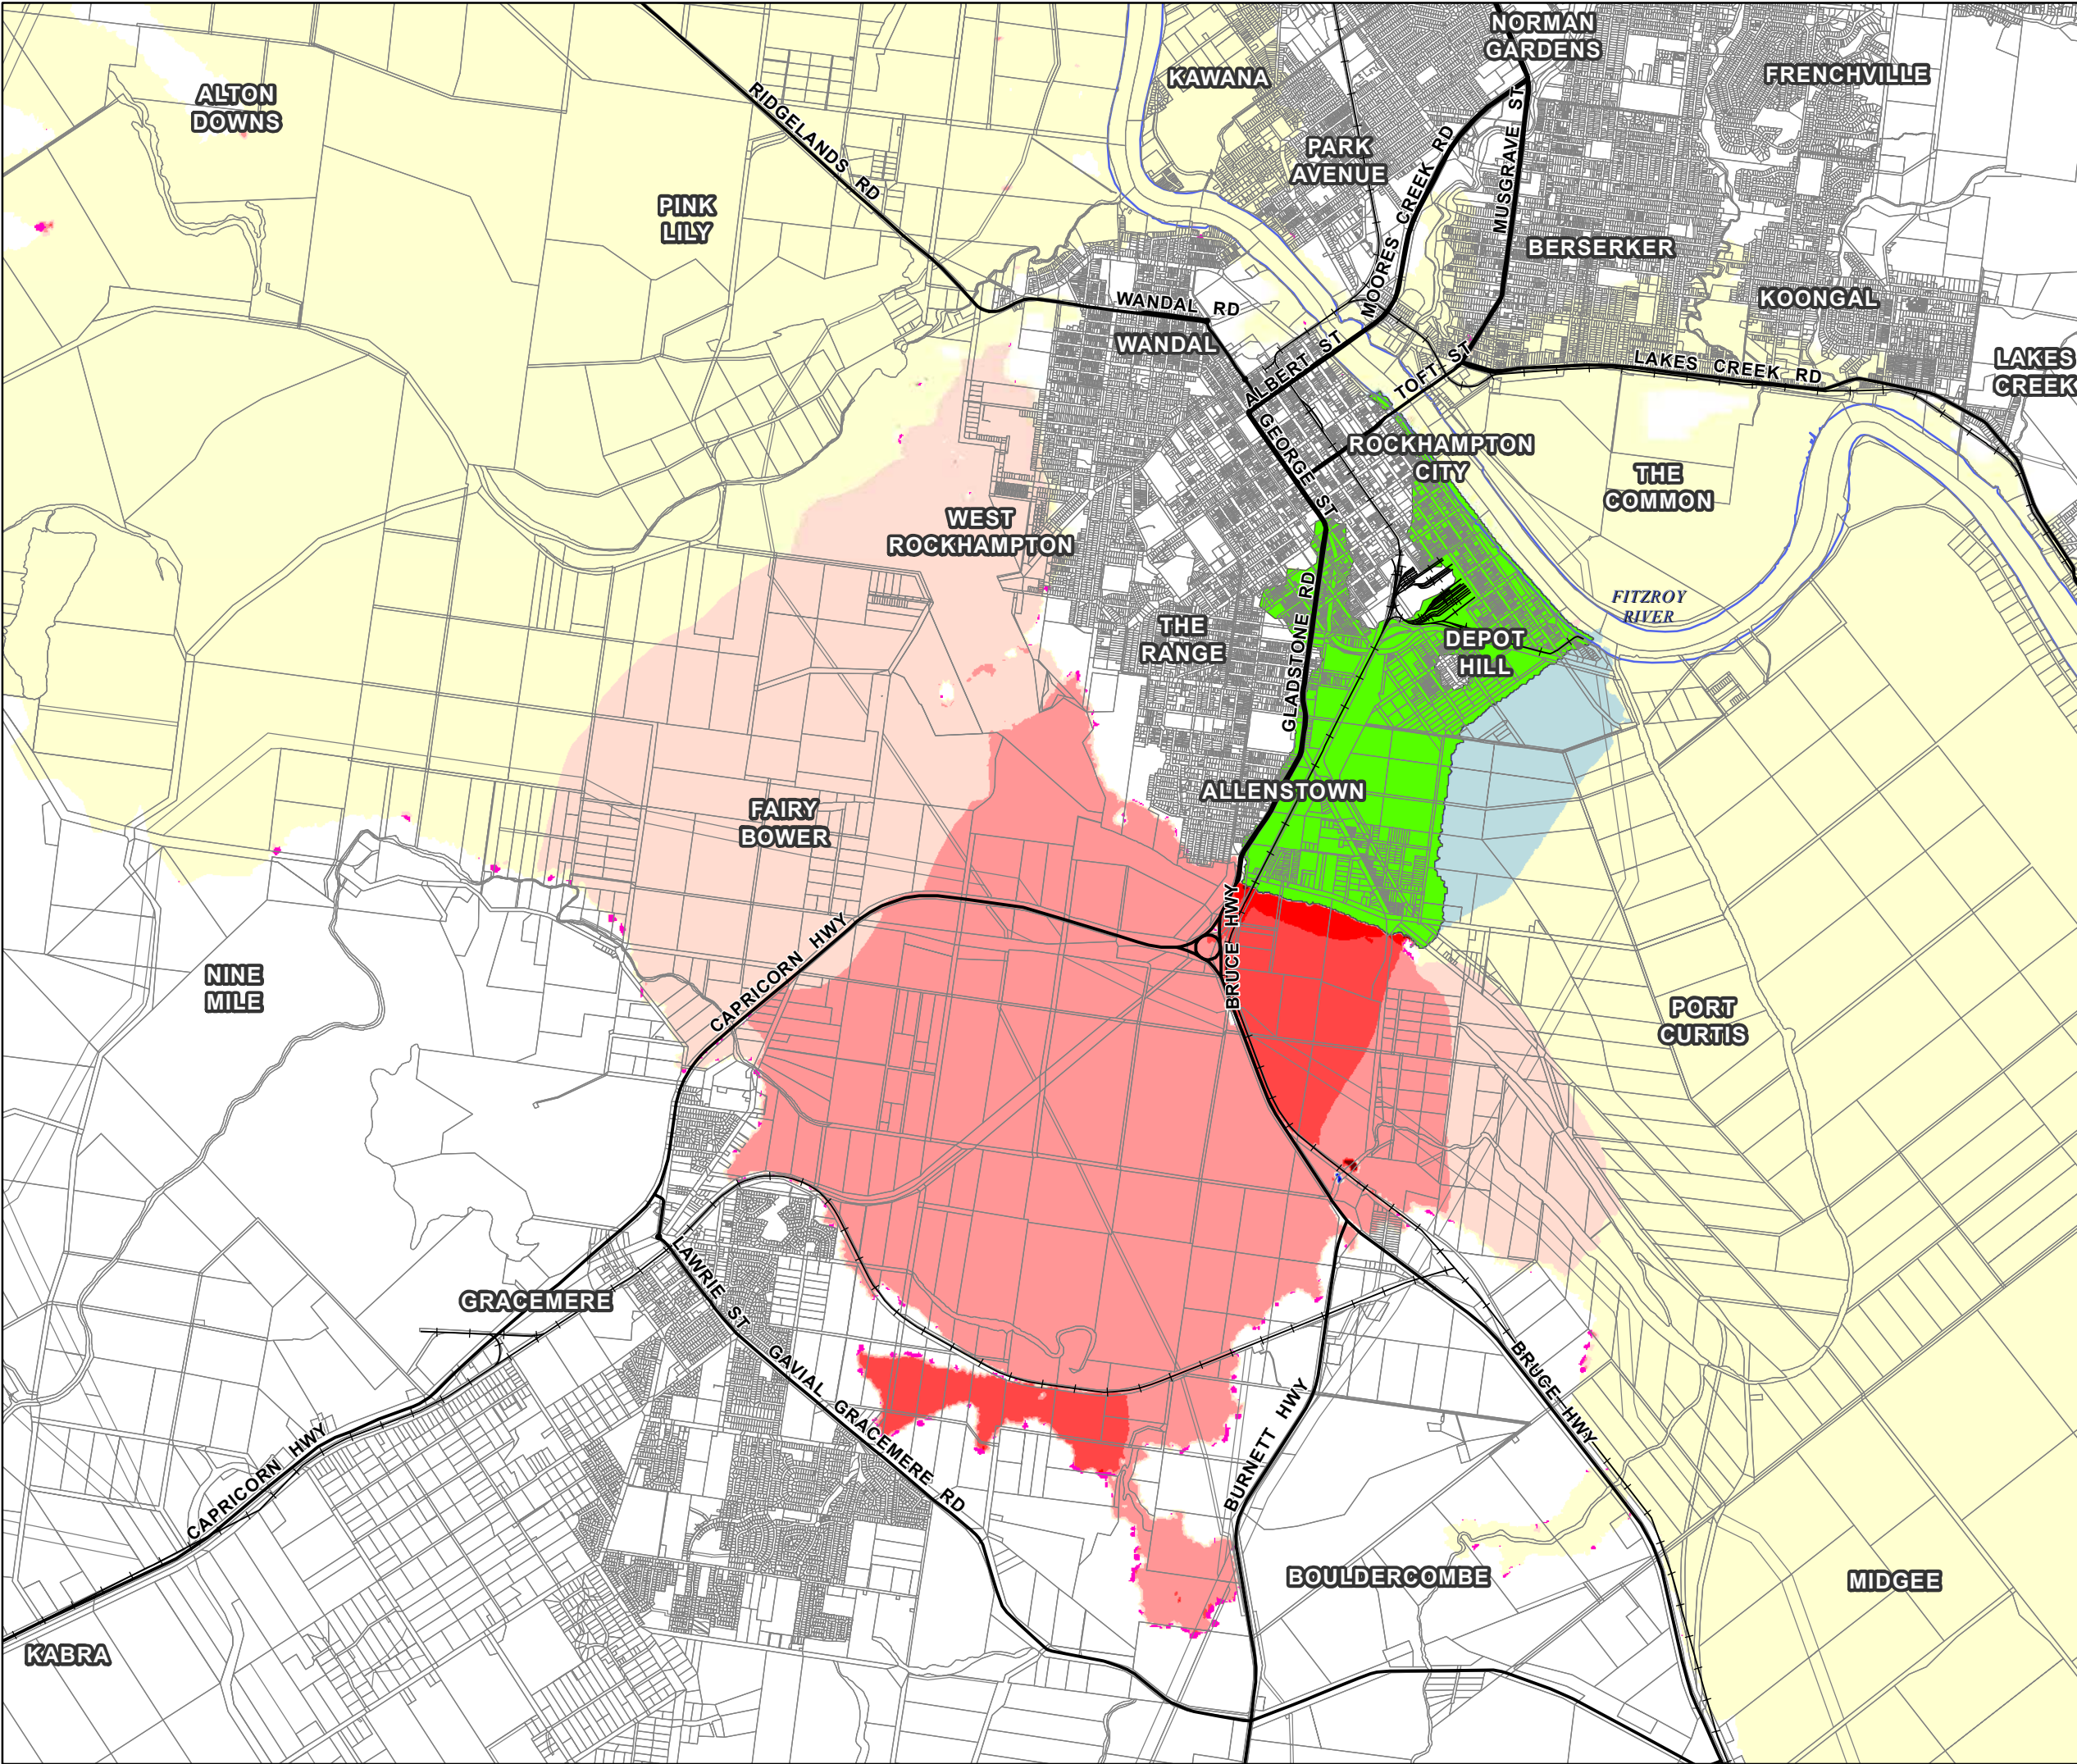 NORMAN
GARDENS
KAWANA
FRENCHVILLE
ALTON
DOWNS
RIDGELANDS RD
PARK
AVENUE
MOORES CREEK RD
MUSGRAVE ST
PINK
LILY
BERSERKER
KOONGAL
WANDAL RD
WANDAL
ALBERT ST
TOFT ST
LAKES CREEK RD
LAKES
CREEK
GEORGE ST
ROCKHAMPTON
CITY
THE
COMMON
WEST
ROCKHAMPTON
FITZROY
RIVER
THE
RANGE
GLADSTONE RD
DEPOT
HILL
ALLENSTOWN
FAIRY
BOWER
CAPRICORN HWY
BRUCE HWY
NINE
MILE
PORT
CURTIS
GRACEMERE
LAWRIE ST
GAVIAL GRACEMERE RD
BURNETT HWY
BRUCE HWY
CAPRICORN HWY
BOULDERCOMBE
MIDGEE
KABRA